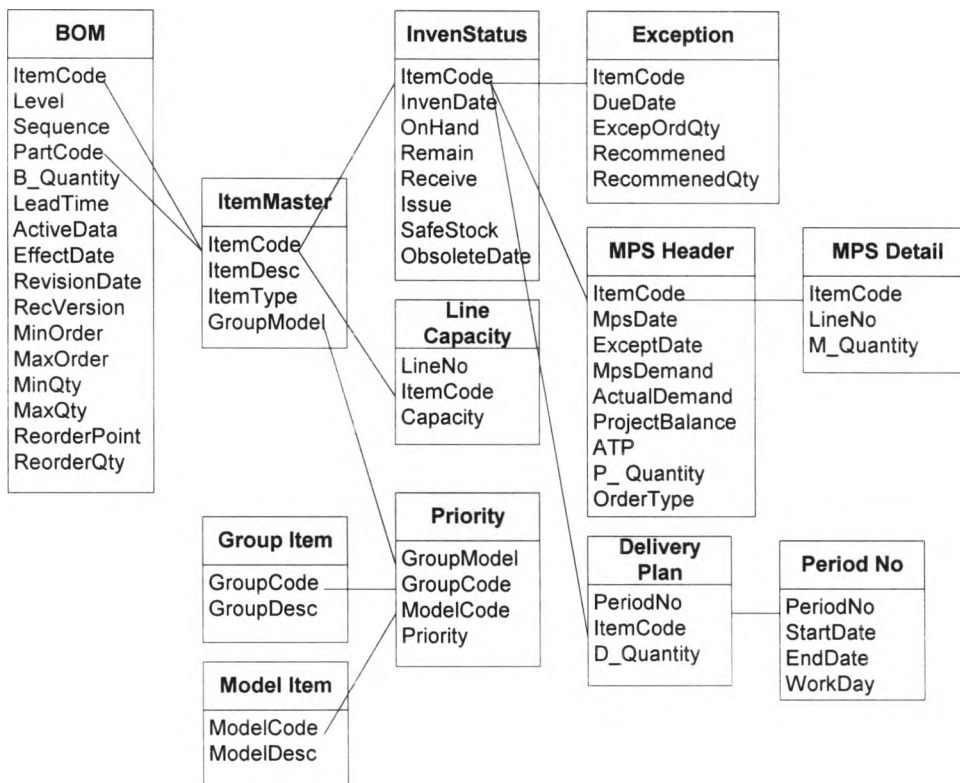 BOM
ItemCode
Level
Sequence
PartCode
B_Quantity
LeadTime
ActiveData
EffectDate
RevisionDate
RecVersion
MinOrder
MaxOrder
MinQty
MaxQty
ReorderPoint
ReorderQty
ItemMaster
ItemCode
ItemDesc
ItemType
GroupModel
Group Item
GroupCode
GroupDesc
Model Item
ModelCode
ModelDesc
InvenStatus
ItemCode
InvenDate
OnHand
Remain
Receive
Issue
SafeStock
ObsoleteDate
Line
Capacity
LineNo
ItemCode
Capacity
Priority
GroupModel
GroupCode
ModelCode
Priority
Exception
ItemCode
DueDate
ExcepOrdQty
Recommened
RecommenedQty
MPS Header
ItemCode
MpsDate
ExceptDate
MpsDemand
ActualDemand
ProjectBalance
ATP
P_ Quantity
OrderType
Delivery
Plan
PeriodNo
ItemCode
D_Quantity
MPS Detail
ItemCode
LineNo
M_Quantity
Period No
PeriodNo
StartDate
EndDate
WorkDay